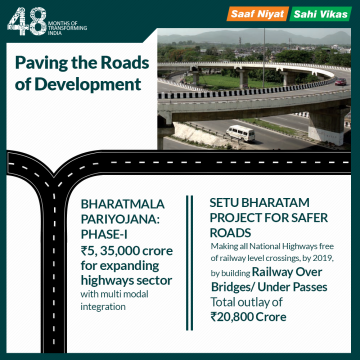 48 MONTHS OF
TRANSFORMING
INDIA
Saaf Niyat Sahi Vikas
Paving the Roads
of Development
BHARATMALA
PARIYOJANA:
PHASE-I
₹5, 35,000 crore
for expanding
highways sector
with multi modal
integration
SETU BHARATAM
PROJECT FOR SAFER
ROADS
Making all National Highways free
of railway level crossings, by 2019,
by building Railway Over
Bridges/ Under Passes
Total outlay of
₹20,800 Crore